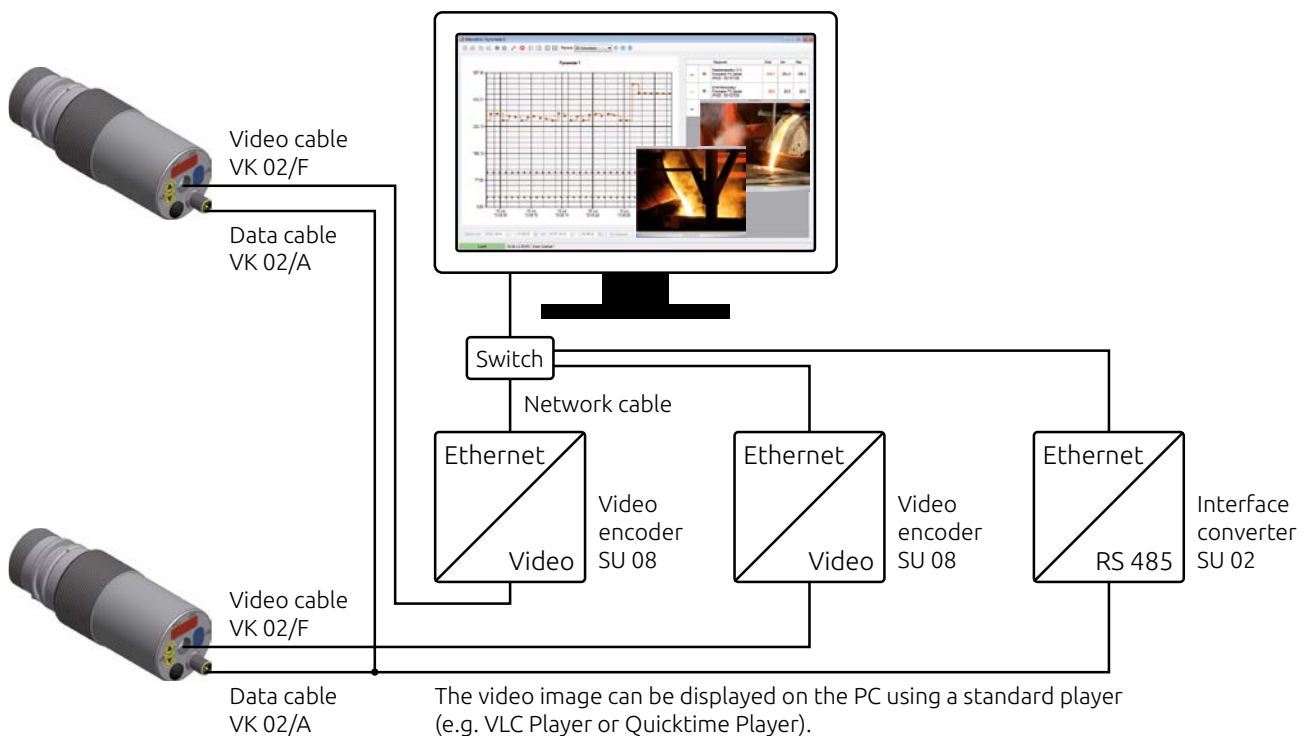 Video cable
VK 02/F
Data cable
VK 02/A
Switch
Network cable
Ethernet
Video
Video
encoder
SU 08
Ethernet
Video
Video
encoder
SU 08
Ethernet
RS 485
Interface
converter
SU 02
Video cable
VK 02/F
Data cable
VK 02/A
The video image can be displayed on the PC using a standard player
(e.g. VLC Player or Quicktime Player).